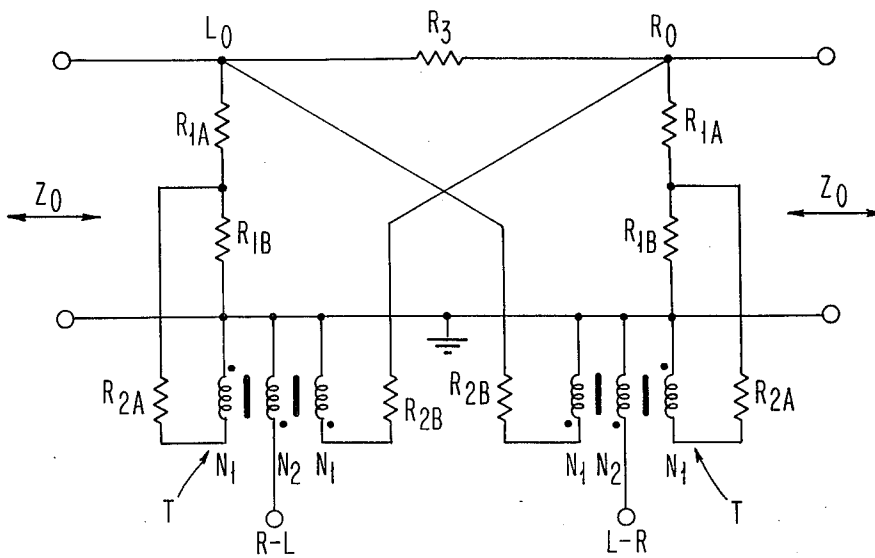 L0 R3 R0
R1A R1A
Z0 Z0
R1B R1B
R2A R2B R2B R2A
N1 N2 N1 N1 N2 N1
T T
R-L L-R